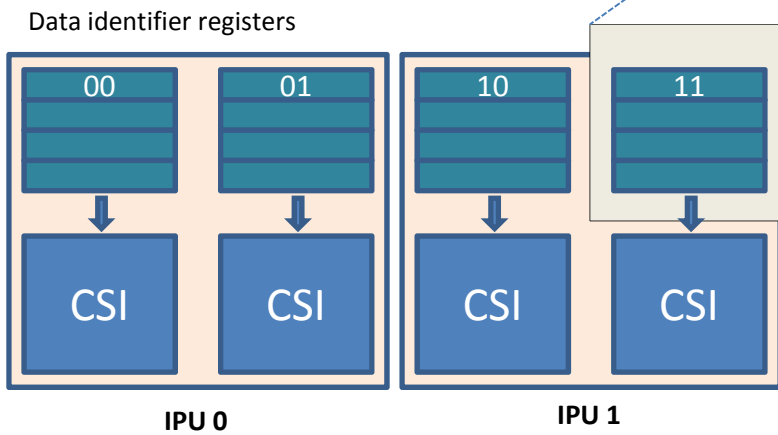 Data identifier registers
00 01 10 11
CSI CSI CSI CSI
IPU 0 IPU 1